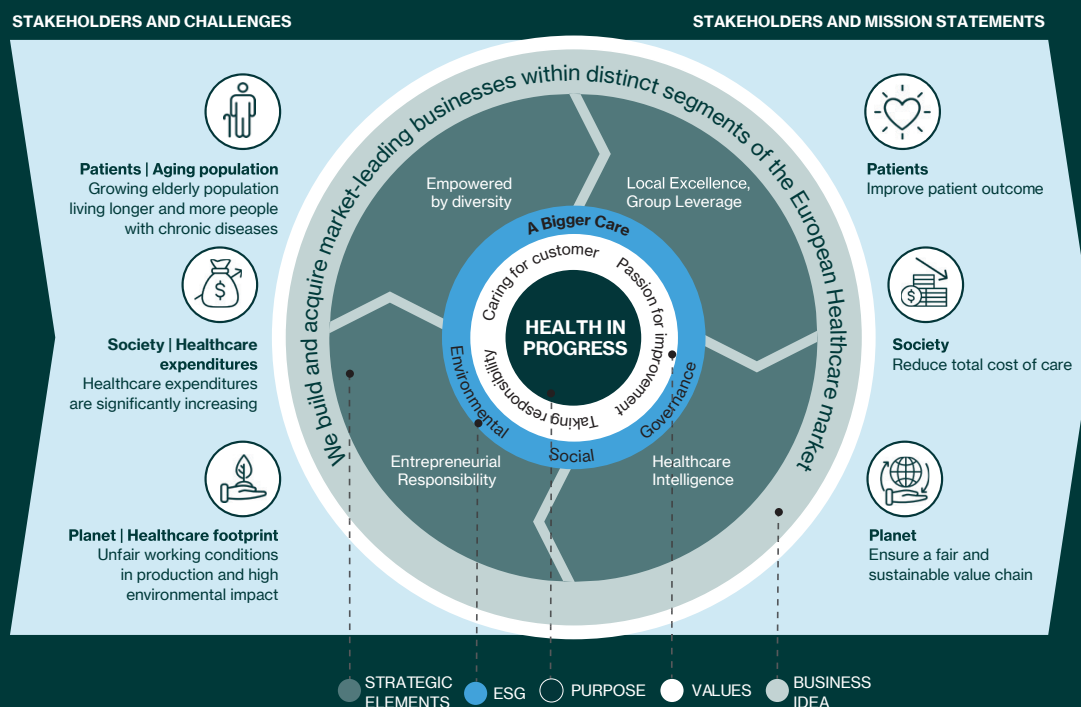 STAKEHOLDERS AND CHALLENGES
STAKEHOLDERS AND MISSION STATEMENTS
Patients | Aging population
Growing elderly population
living longer and more people
with chronic diseases
Society | Healthcare
expenditures
Healthcare expenditures
are significantly increasing
Planet | Healthcare footprint
Unfair working conditions
in production and high
environmental impact
We build and acquire market-leading businesses within distinct segments of the European Healthcare market
Empowered
by diversity
Local Excellence,
Group Leverage
Entrepreneurial
Responsibility
Healthcare
Intelligence
A Bigger Care
Environmental
Social
Governance
Caring for customer
Passion for improvement
Taking responsibility
HEALTH IN
PROGRESS
Patients
Improve patient outcome
Society
Reduce total cost of care
Planet
Ensure a fair and
sustainable value chain
$
$
STRATEGIC
ELEMENTS
ESG
PURPOSE
VALUES
BUSINESS
IDEA